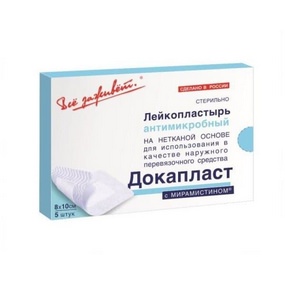 Всё заживёт.®
СДЕЛАНО В РОССИИ
СТЕРИЛЬНО
Лейкопластырь
антимикробный
НА НЕТКАНОЙ ОСНОВЕ
для использования в
качестве наружного
перевязочного средства
Докапласт
С МИРАМИСТИНОМ®
8x10см
5 штук